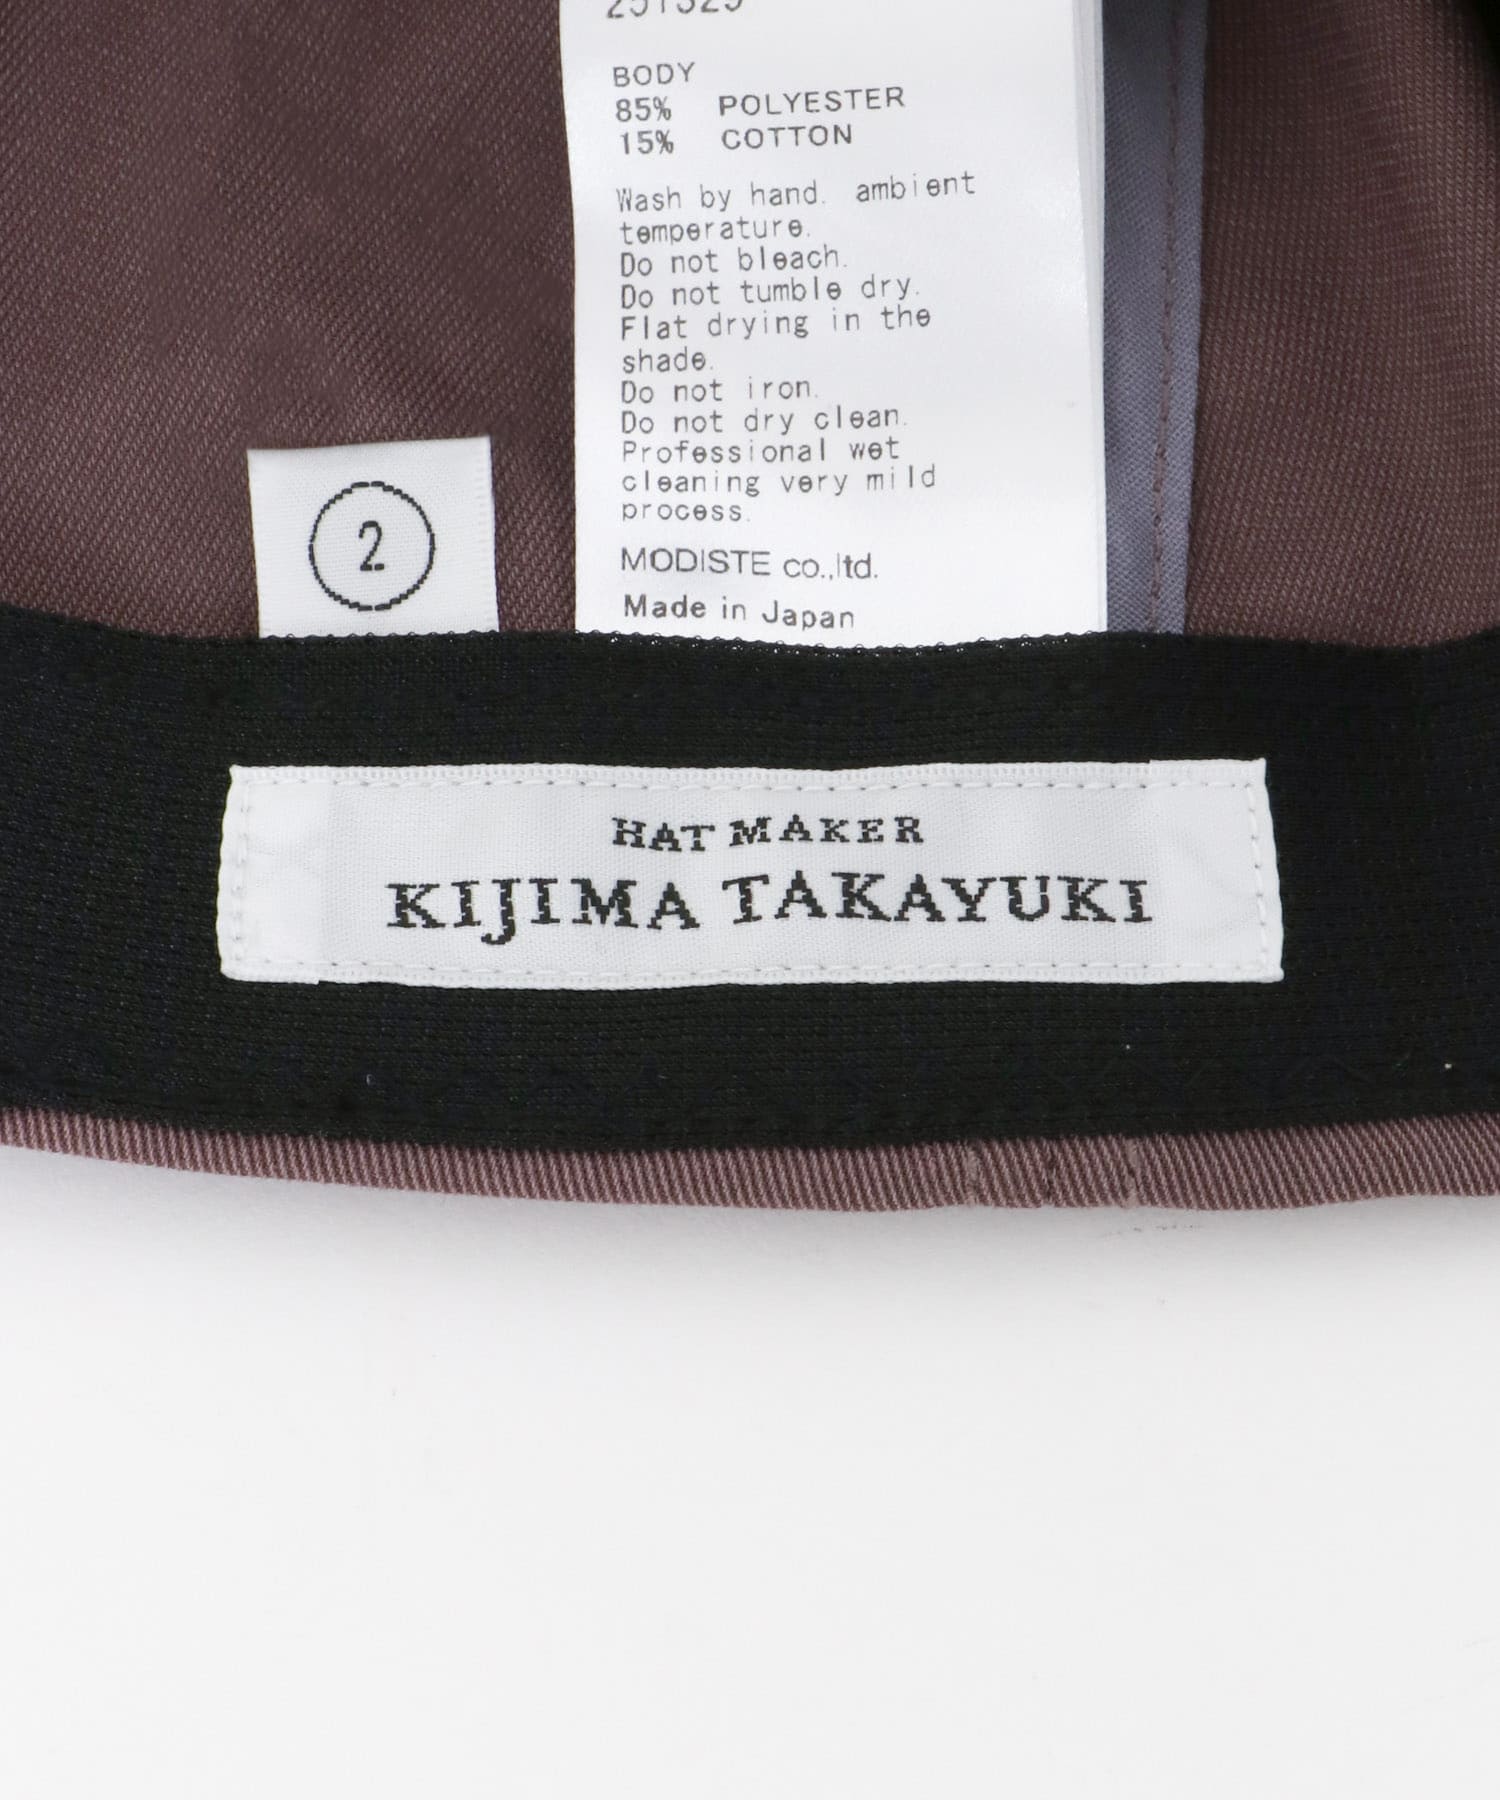 251329
BODY
85% POLYESTER
15% COTTON
Wash by hand. ambient
temperature.
Do not bleach.
Do not tumble dry.
Flat drying in the
shade.
Do not iron.
Do not dry clean.
Professional wet
cleaning very mild
process.
MODISTE co.,ltd.
Made in Japan
2
HAT MAKER
KIJIMA TAKAYUKI